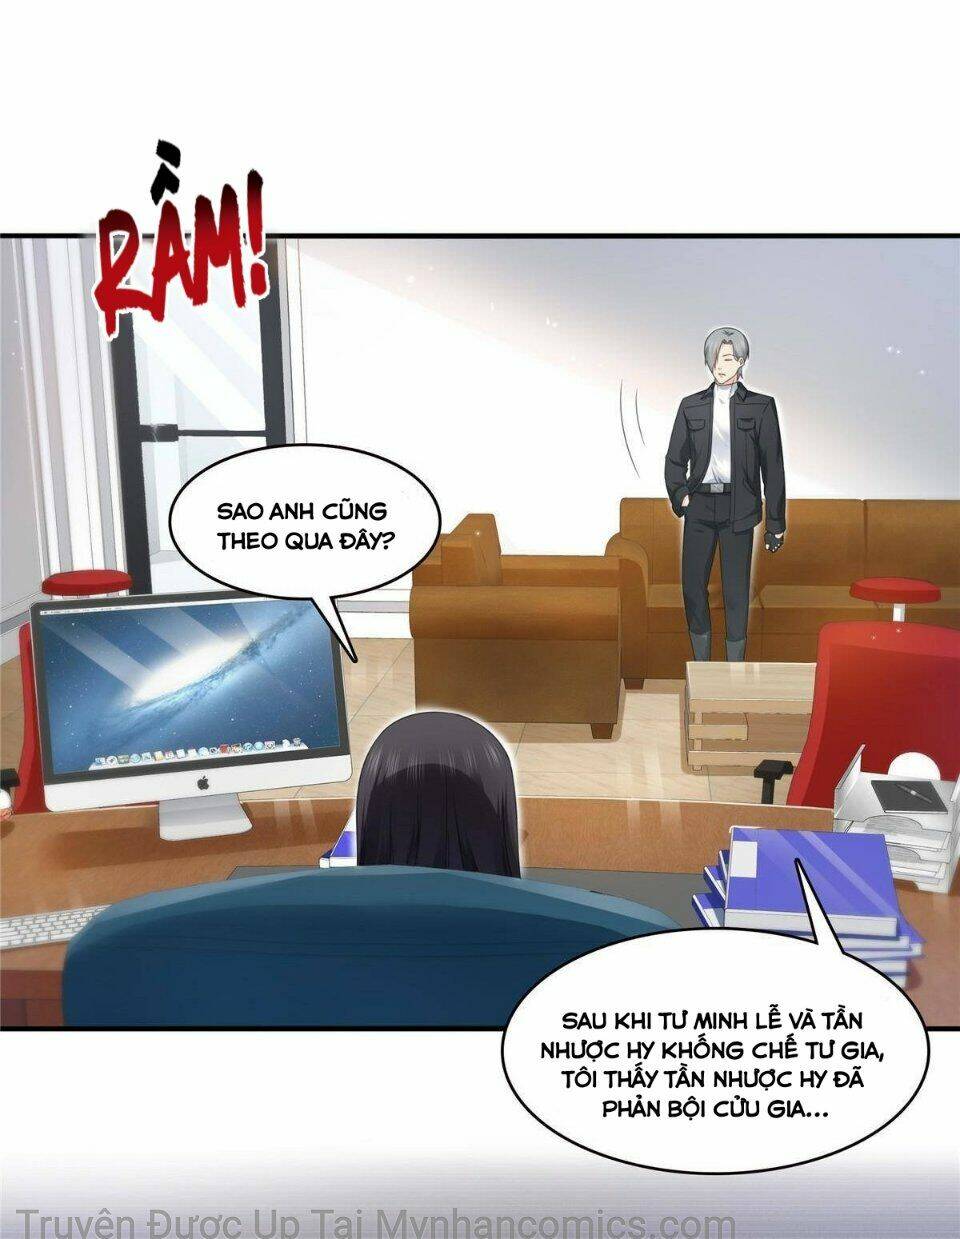 RẦM!
SAO ANH CŨNG
THEO QUA ĐÂY?
SAU KHI TƯ MINH LỄ VÀ TẦN
NHƯỢC HY KHỐNG CHẾ TƯ GIA,
TÔI THẤY TẦN NHƯỢC HY ĐÃ
PHẢN BỘI CỬU GIA...
Truyện Được Up Tại Mynhancomics.com